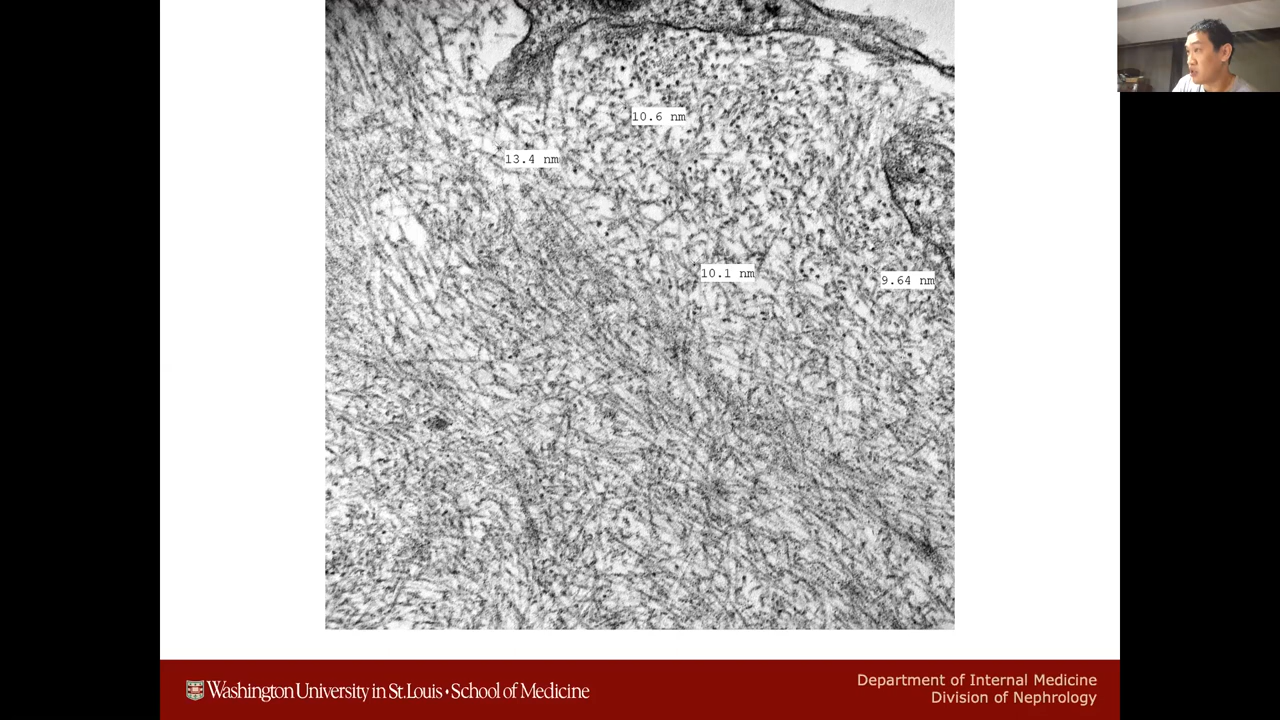 10.6 nm
13.4 nm
10.1 nm
9.64 nm
Washington University in St. Louis • School of Medicine
Department of Internal Medicine
Division of Nephrology